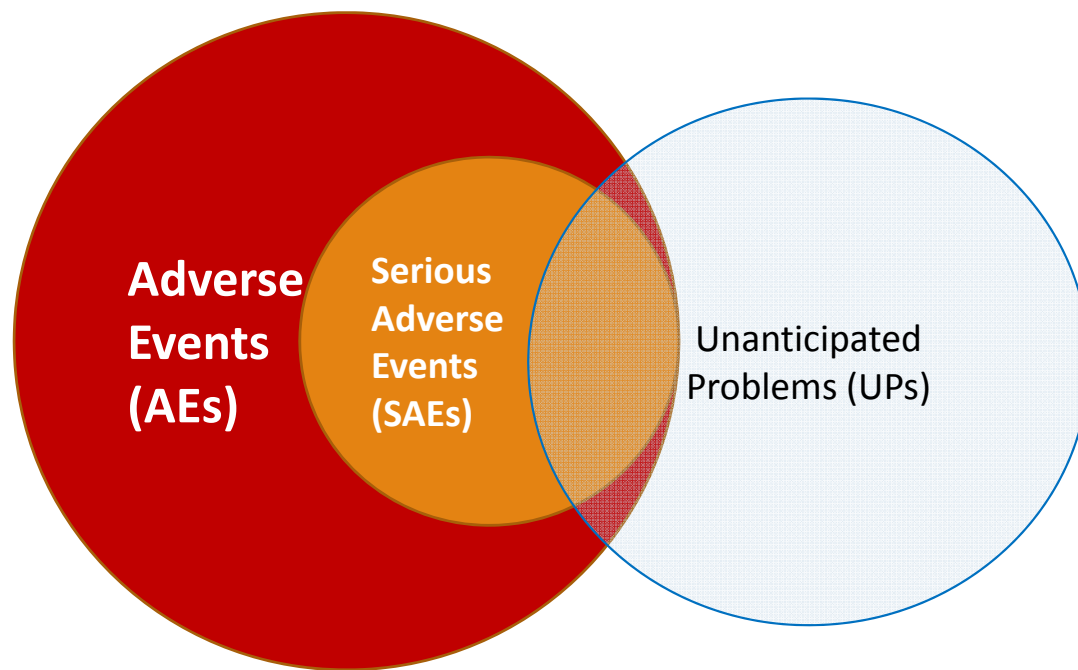 Adverse
Events
(AEs)
Serious
Adverse
Events
(SAEs)
Unanticipated
Problems (UPs)